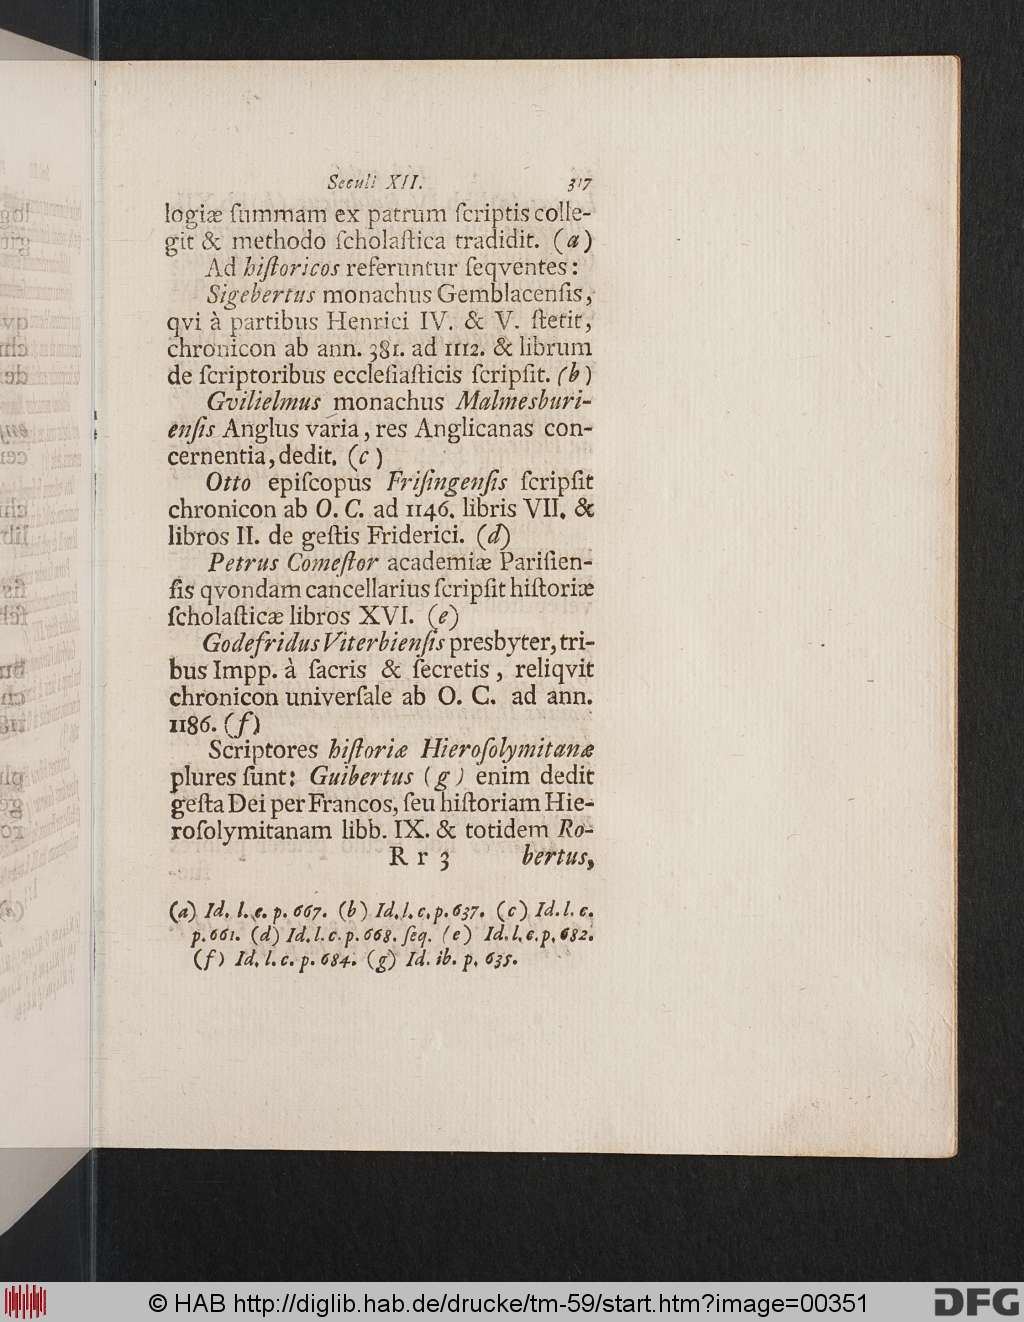 Seculi XII. 317
logiæ ſummam ex patrum ſcriptis colle-
git & methodo ſcholaſtica tradidit. (a)
Ad hiſtoricos referuntur ſeqventes:
Sigebertus monachus Gemblacenſis,
qvi à partibus Henrici IV. & V. ſtetit,
chronicon ab ann. 381. ad 1112. & librum
de ſcriptoribus eccleſiaſticis ſcripſit. (b)
Gvilielmus monachus Malmesburi-
enſis Anglus varia, res Anglicanas con-
cernentia, dedit. (c)
Otto epiſcopus Friſingenſis ſcripſit
chronicon ab O. C. ad 1146. libris VII. &
libros II. de geſtis Friderici. (d)
Petrus Comeſtor academiæ Pariſien-
ſis qvondam cancellarius ſcripſit hiſtoriæ
ſcholaſticæ libros XVI. (e)
Godefridus Viterbienſis presbyter, tri-
bus Impp. à ſacris & ſecretis, reliqvit
chronicon univerſale ab O. C. ad ann.
1186. (f)
Scriptores hiſtoriæ Hieroſolymitanæ
plures ſunt: Guibertus (g) enim dedit
geſta Dei per Francos, ſeu hiſtoriam Hie-
roſolymitanam libb. IX. & totidem Ro-
R r 3 bertus,
(a) Id. l. c. p. 667. (b) Id. l. c. p. 637. (c) Id. l. c.
p. 661. (d) Id. l. c. p. 668. ſeq. (e) Id. l. c. p. 682.
(f) Id. l. c. p. 684. (g) Id. ib. p. 635.
© HAB http://diglib.hab.de/drucke/tm-59/start.htm?image=00351
DFG